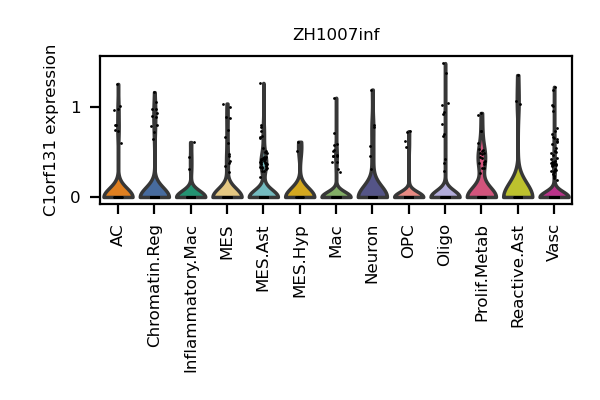 ZH1007inf
C1orf131 expression
1
0
AC
Chromatin.Reg
Inflammatory.Mac
MES
MES.Ast
MES.Hyp
Mac
Neuron
OPC
Oligo
Prolif.Metab
Reactive.Ast
Vasc